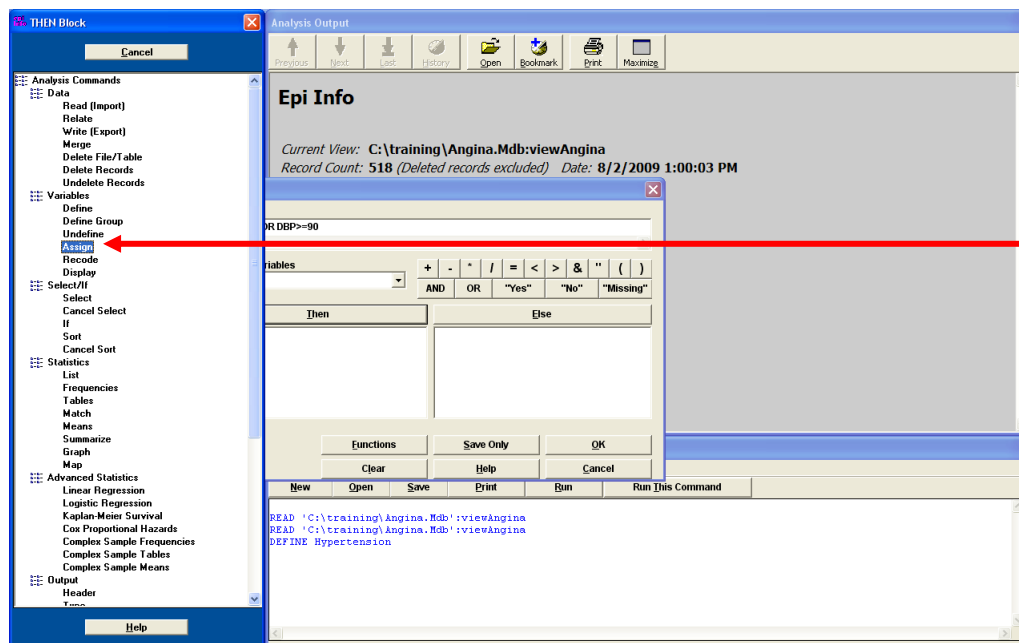 THEN Block
Cancel
Analysis Commands
Data
Read (Import)
Relate
Write (Export)
Merge
Delete File/Table
Delete Records
Undelete Records
Variables
Define
Define Group
Undefine
Assign
Recode
Display
Select/If
Select
Cancel Select
If
Sort
Cancel Sort
Statistics
List
Frequencies
Tables
Match
Means
Summarize
Graph
Map
Advanced Statistics
Linear Regression
Logistic Regression
Kaplan-Meier Survival
Cox Proportional Hazards
Complex Sample Frequencies
Complex Sample Tables
Complex Sample Means
Output
Header
Help
Analysis Output
Previous Next Last History Open Bookmark Print Maximize
Epi Info
Current View: C:\training\Angina.Mdb:viewAngina
Record Count: 518 (Deleted records excluded) Date: 8/2/2009 1:00:03 PM
OR DBP>=90
riables
+ - * / = < > & " ( )
AND OR "Yes" "No" "Missing"
Then Else
Functions Save Only OK
Clear Help Cancel
New Open Save Print Run Run This Command
READ 'C:\training\Angina.Mdb':viewAngina
READ 'C:\training\Angina.Mdb':viewAngina
DEFINE Hypertension